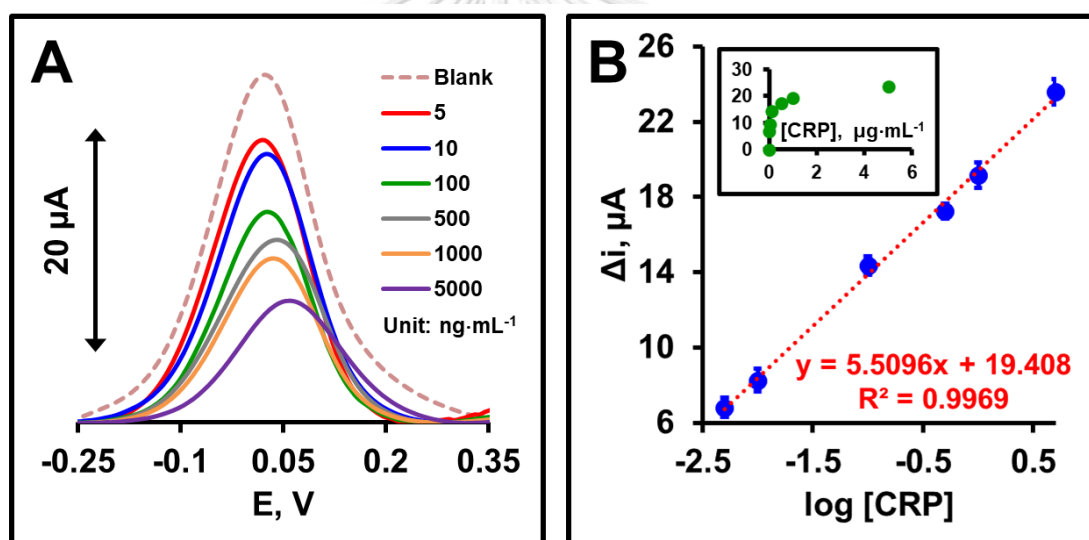 A
20 µA
Blank
5
10
100
500
1000
5000
Unit: ng·mL⁻¹
-0.25
-0.1
0.05
0.2
0.35
E, V
B
26
22
18
14
10
6
Δi, µA
30
20
10
0
[CRP], µg·mL⁻¹
0
2
4
6
y = 5.5096x + 19.408
R² = 0.9969
-2.5
-1.5
-0.5
0.5
log [CRP]